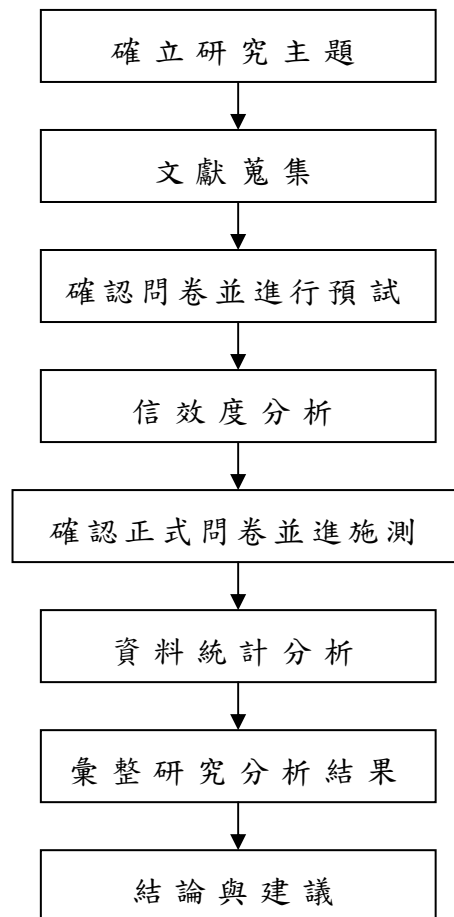 確立研究主題
文獻蒐集
確認問卷並進行預試
信效度分析
確認正式問卷並進施測
資料統計分析
彙整研究分析結果
結論與建議